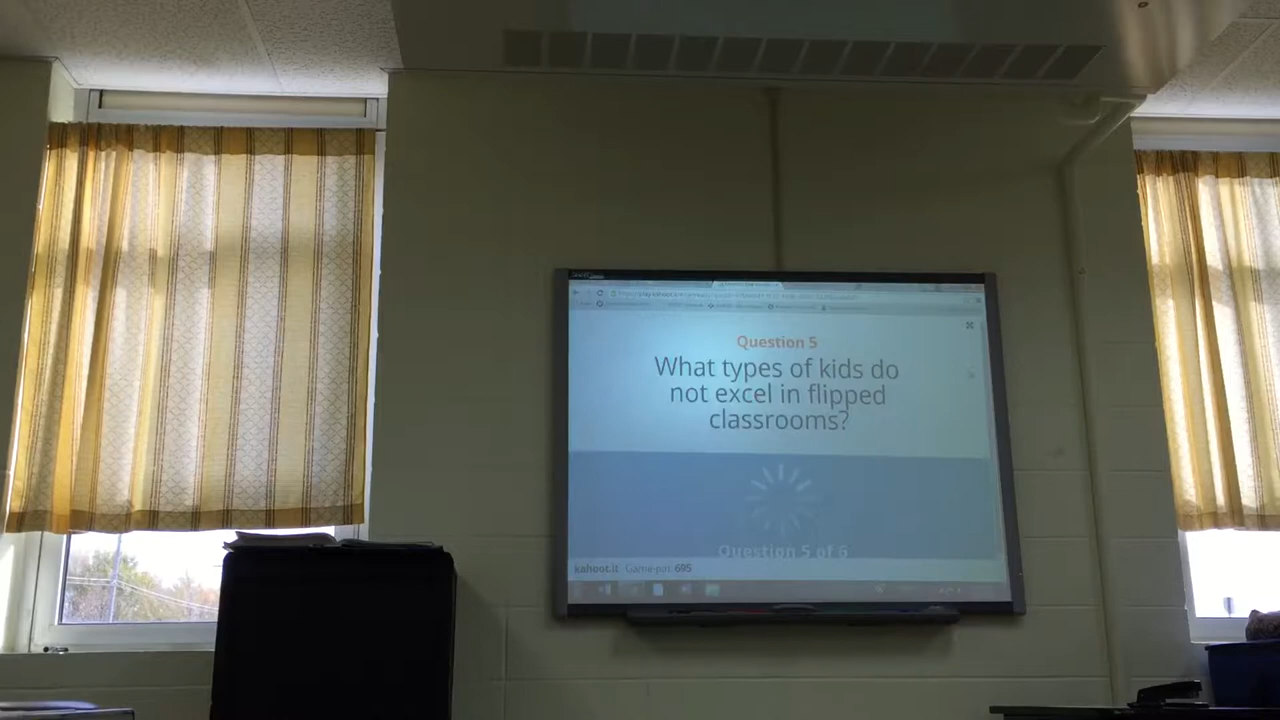 Question 5
What types of kids do
not excel in flipped
classrooms?
Question 5 of 6
kahoot.it Game-pin: 695